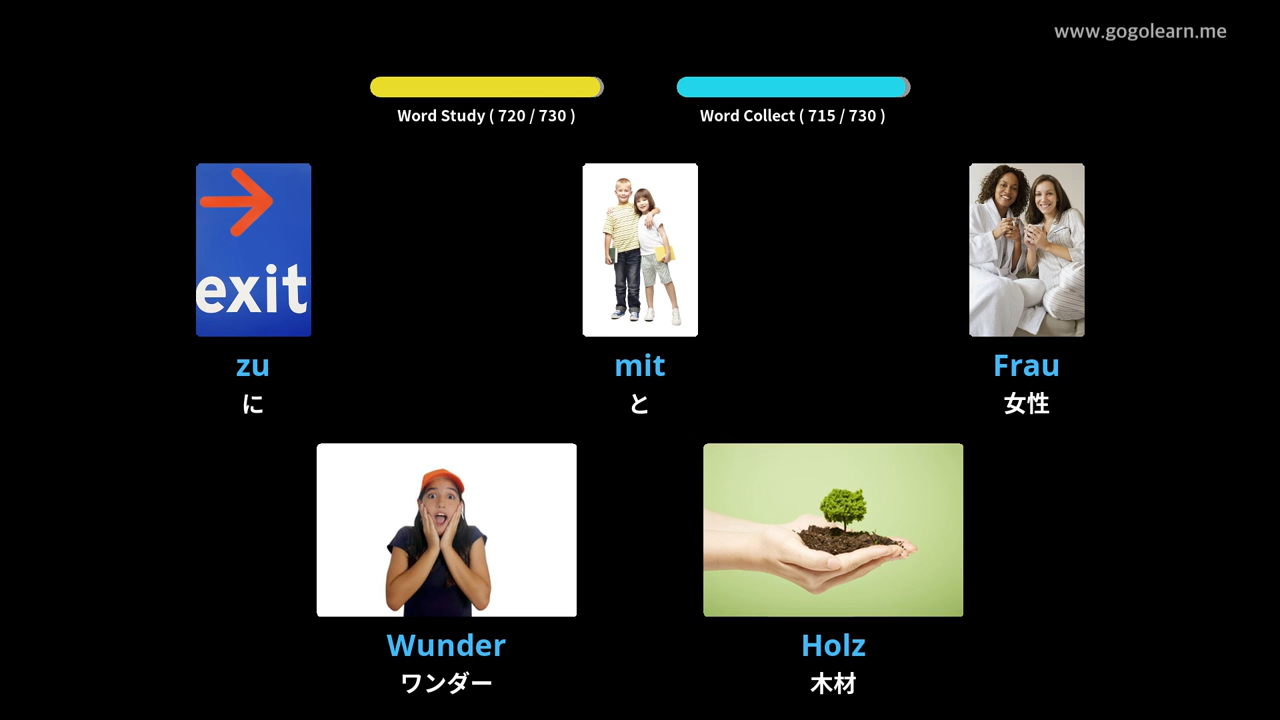 www.gogolearn.me
Word Study ( 720 / 730 )
Word Collect ( 715 / 730 )
exit
zu
に
mit
と
Frau
女性
Wunder
ワンダー
Holz
木材